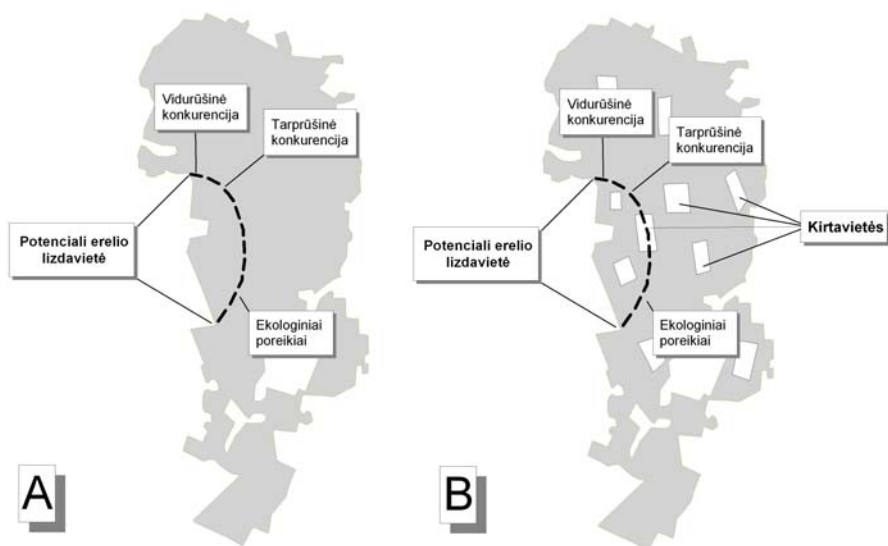 Vidurūšinė
konkurencija
Tarprūšinė
konkurencija
Potenciali erelio
lizdavietė
Ekologiniai
poreikiai
A
Vidurūšinė
konkurencija
Tarprūšinė
konkurencija
Kirtavietės
Potenciali erelio
lizdavietė
Ekologiniai
poreikiai
B